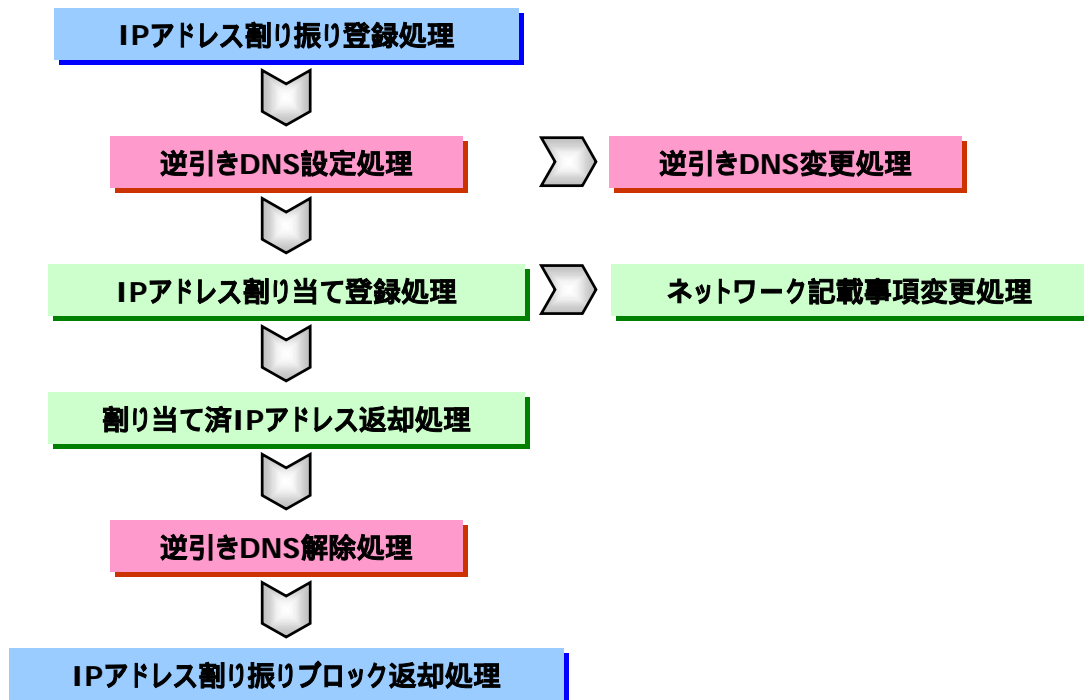 IPアドレス割り振り登録処理
逆引きDNS設定処理
逆引きDNS変更処理
IPアドレス割り当て登録処理
ネットワーク記載事項変更処理
割り当て済IPアドレス返却処理
逆引きDNS解除処理
IPアドレス割り振りブロック返却処理